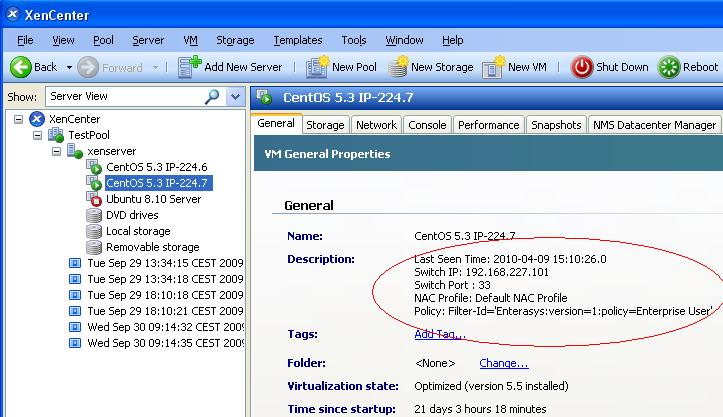 XenCenter
File View Pool Server VM Storage Templates Tools Window Help
Back Forward Add New Server New Pool New Storage New VM Shut Down Reboot
Show: Server View
CentOS 5.3 IP-224.7
General Storage Network Console Performance Snapshots NMS Datacenter Manager
XenCenter
TestPool
xenserver
CentOS 5.3 IP-224.6
CentOS 5.3 IP-224.7
Ubuntu 8.10 Server
DVD drives
Local storage
Removable storage
Tue Sep 29 13:34:15 CEST 2009
Tue Sep 29 13:34:18 CEST 2009
Tue Sep 29 18:10:18 CEST 2009
Tue Sep 29 18:10:21 CEST 2009
Wed Sep 30 09:14:32 CEST 2009
Wed Sep 30 09:14:35 CEST 2009
VM General Properties
General
Name: CentOS 5.3 IP-224.7
Description: Last Seen Time: 2010-04-09 15:10:26.0
Switch IP: 192.168.227.101
Switch Port : 33
NAC Profile: Default NAC Profile
Policy: Filter-Id='Enterasys:version=1:policy=Enterprise User'
Tags: Add Tag...
Folder: <None> Change...
Virtualization state: Optimized (version 5.5 installed)
Time since startup: 21 days 3 hours 18 minutes